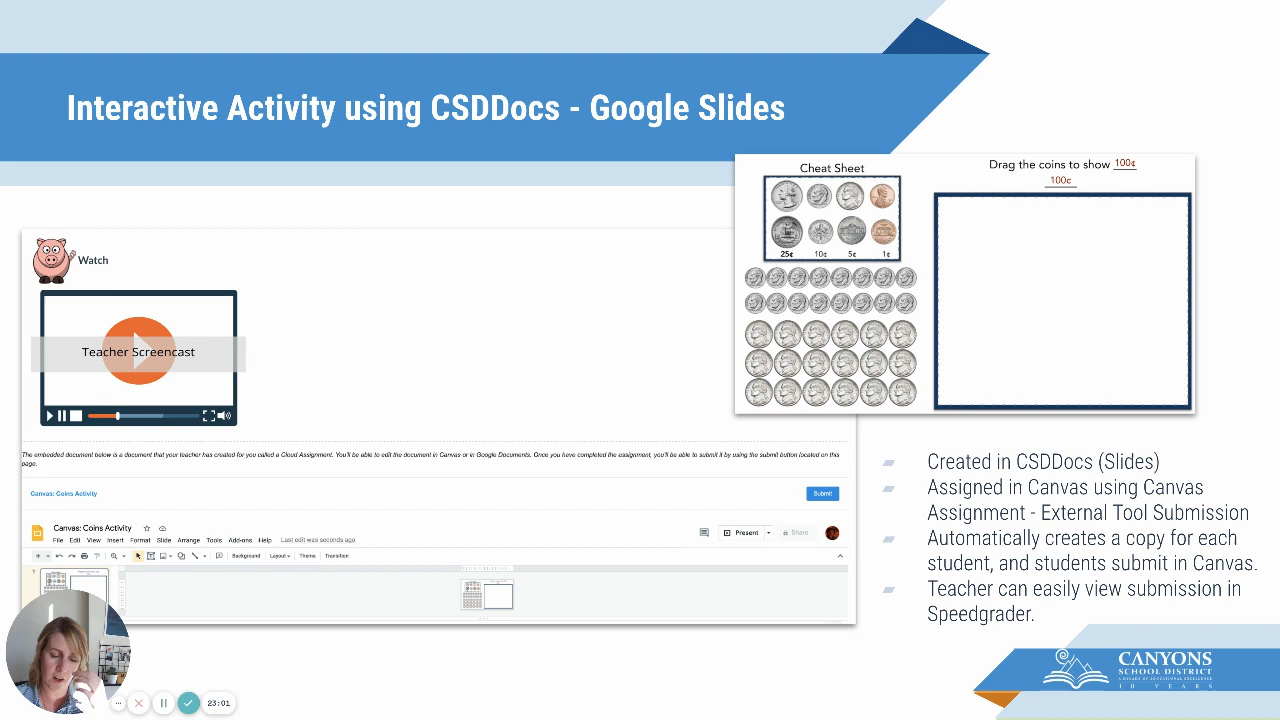 Interactive Activity using CSDDocs - Google Slides
Cheat Sheet
25¢ 10¢ 5¢ 1¢
Drag the coins to show 100¢
100¢
Watch
Teacher Screencast
The embedded document below is a document that your teacher has created for you called a Cloud Assignment. You'll be able to edit the document in Canvas or in Google Documents. Once you have completed the assignment, you'll be able to submit it by using the submit button located on this
page.
Canvas: Coins Activity
Submit
Canvas: Coins Activity
File Edit View Insert Format Slide Arrange Tools Add-ons Help Last edit was seconds ago
Present
Share
Background Layout Theme Transition
1
Created in CSDDocs (Slides)
Assigned in Canvas using Canvas
Assignment - External Tool Submission
Automatically creates a copy for each
student, and students submit in Canvas.
Teacher can easily view submission in
Speedgrader.
CANYONS
SCHOOL DISTRICT
A DECADE OF EDUCATIONAL EXCELLENCE
10 YEARS
23:01